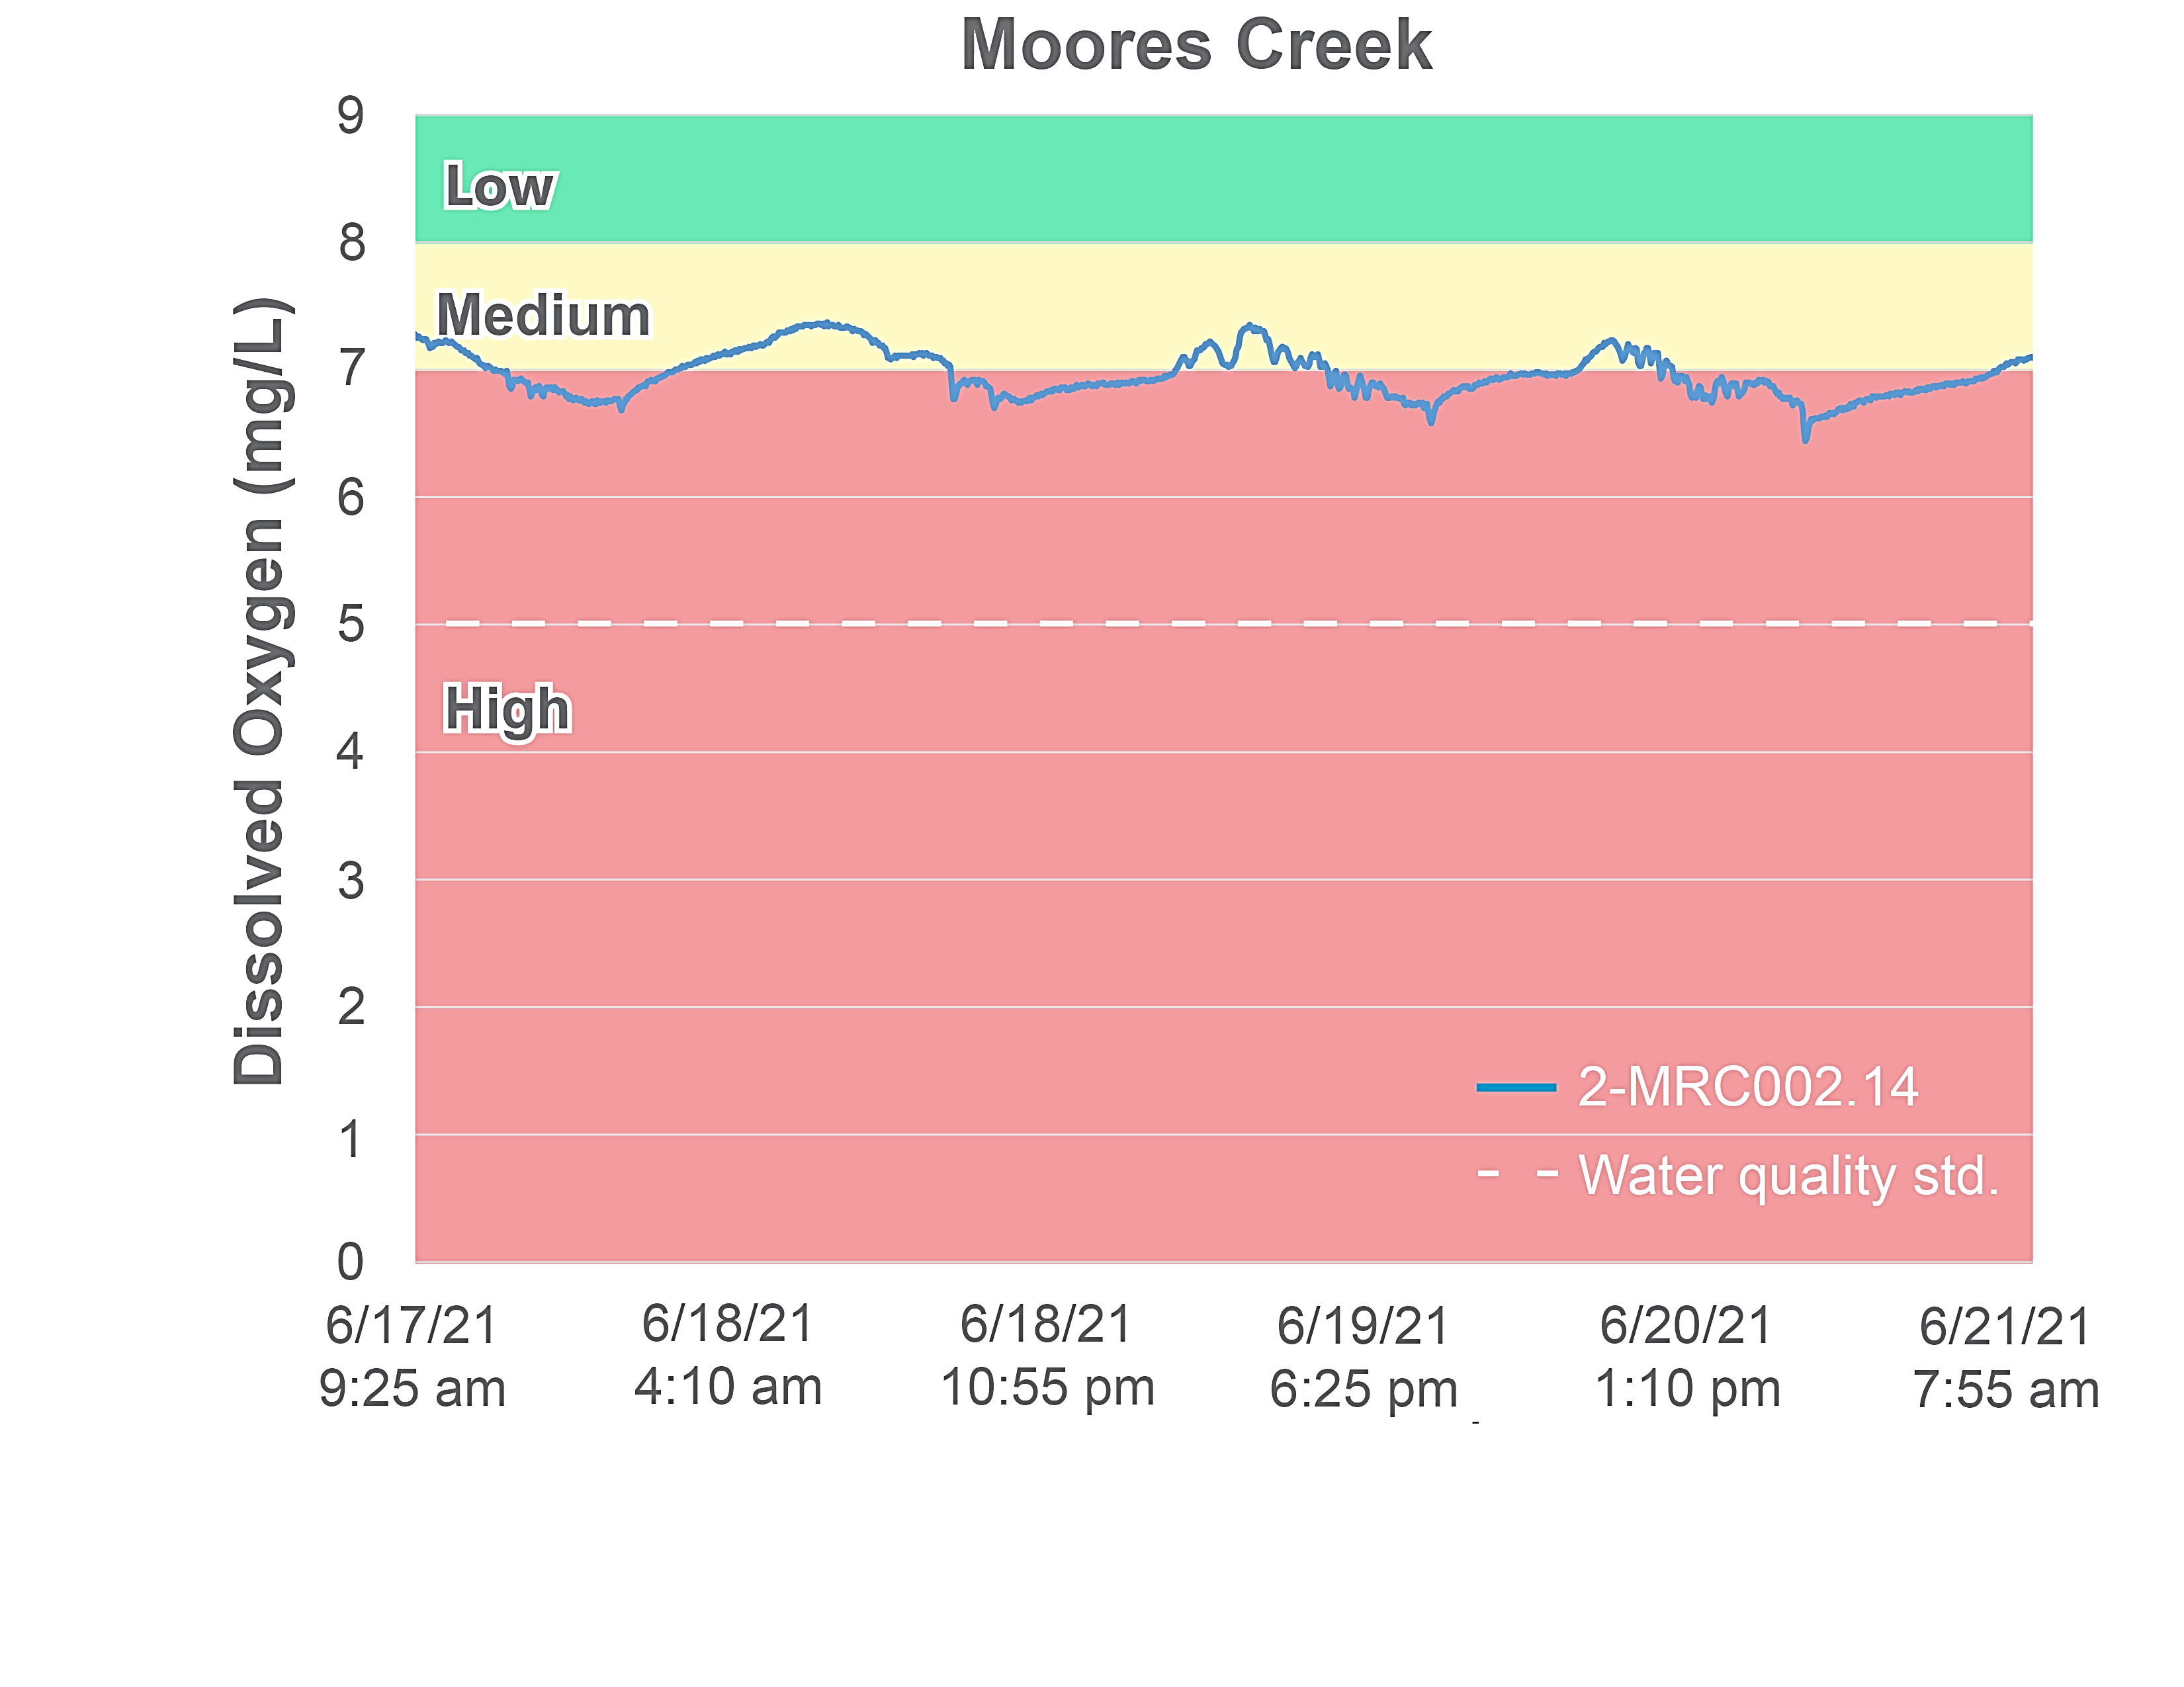 Moores Creek
Dissolved Oxygen (mg/L)
9
8
7
6
5
4
3
2
1
0
Low
Medium
High
2-MRC002.14
Water quality std.
6/17/21
9:25 am
6/18/21
4:10 am
6/18/21
10:55 pm
6/19/21
6:25 pm
6/20/21
1:10 pm
6/21/21
7:55 am